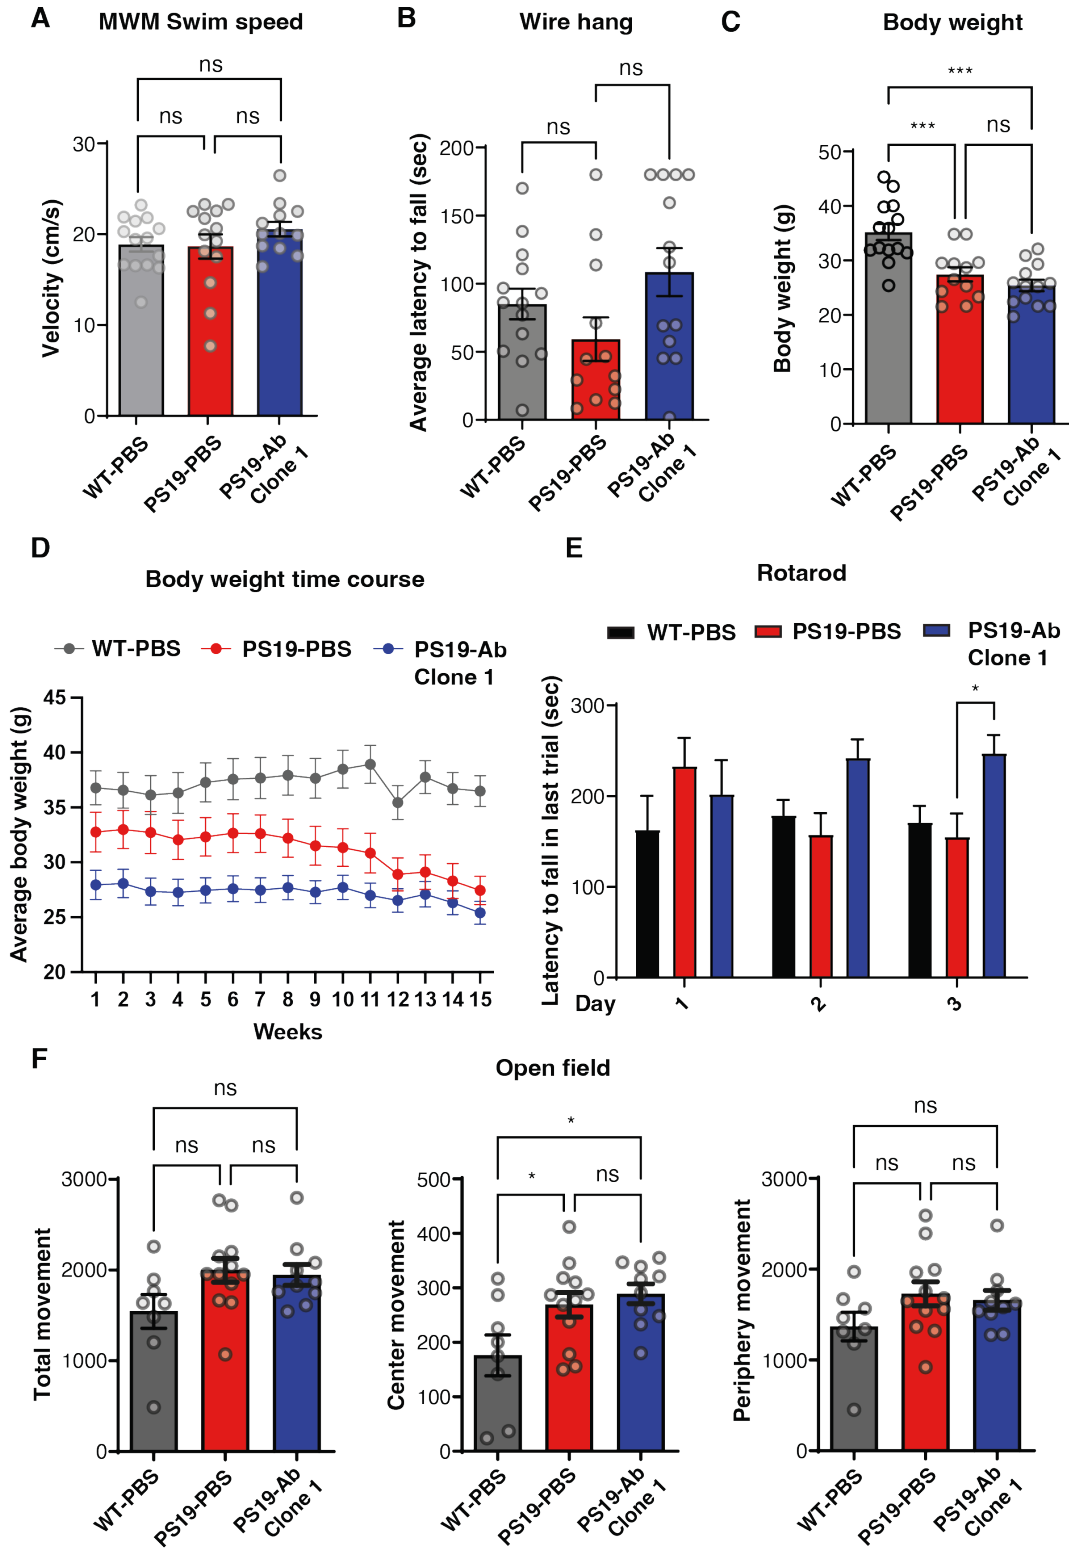 A
MWM Swim speed
ns
ns
ns
Velocity (cm/s)
30
20
10
0
WT-PBS
PS19-PBS
PS19-Ab
Clone 1
B
Wire hang
ns
ns
Average latency to fall (sec)
200
150
100
50
0
WT-PBS
PS19-PBS
PS19-Ab
Clone 1
C
Body weight
***
***
ns
Body weight (g)
50
40
30
20
10
0
WT-PBS
PS19-PBS
PS19-Ab
Clone 1
D
Body weight time course
WT-PBS
PS19-PBS
PS19-Ab
Clone 1
Average body weight (g)
45
40
35
30
25
20
1 2 3 4 5 6 7 8 9 10 11 12 13 14 15
Weeks
E
Rotarod
WT-PBS
PS19-PBS
PS19-Ab
Clone 1
*
Latency to fall in last trial (sec)
300
200
100
0
Day
1
2
3
F
Open field
ns
ns
ns
Total movement
3000
2000
1000
0
WT-PBS
PS19-PBS
PS19-Ab
Clone 1
*
*
ns
Center movement
500
400
300
200
100
0
WT-PBS
PS19-PBS
PS19-Ab
Clone 1
ns
ns
ns
Periphery movement
3000
2000
1000
0
WT-PBS
PS19-PBS
PS19-Ab
Clone 1